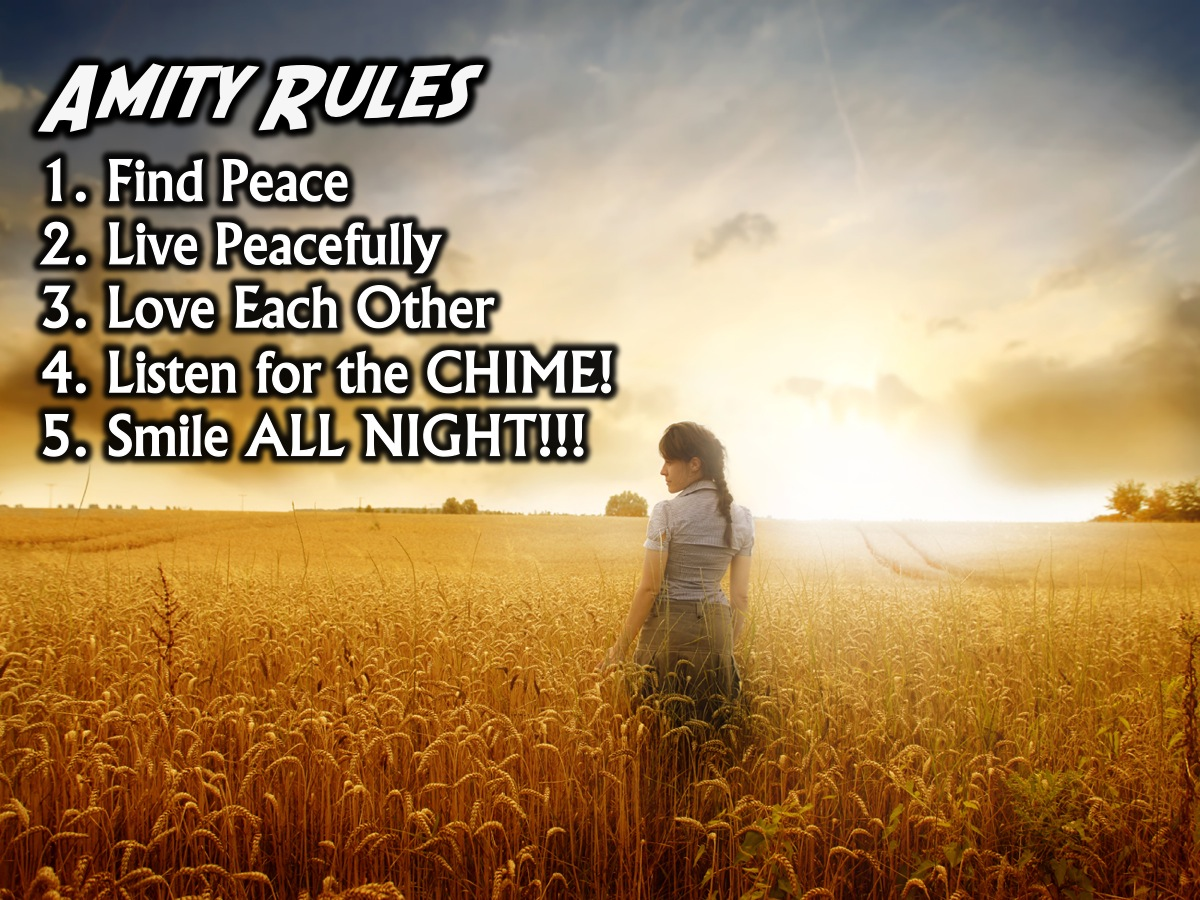 Amity Rules
1. Find Peace
2. Live Peacefully
3. Love Each Other
4. Listen for the CHIME!
5. Smile ALL NIGHT!!!